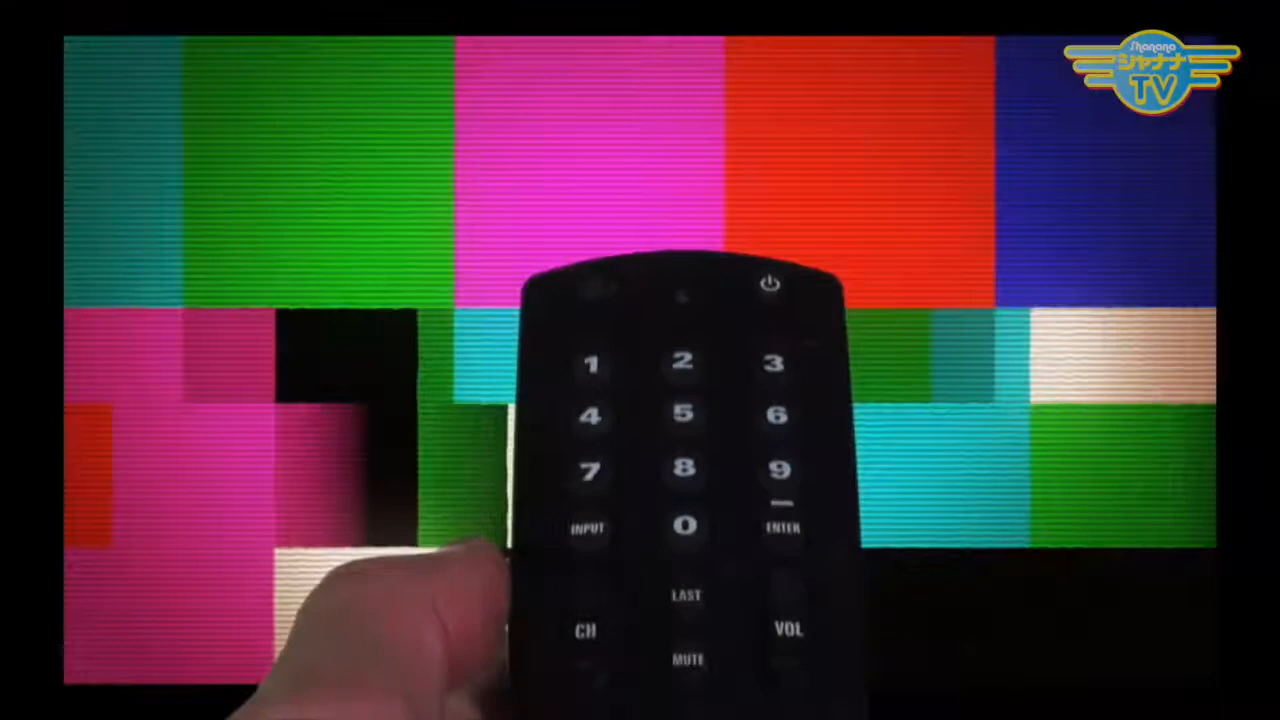 Shanana
シャナナ
TV
1 2 3
4 5 6
7 8 9
INPUT 0 ENTER
LAST
CH VOL
MUTE